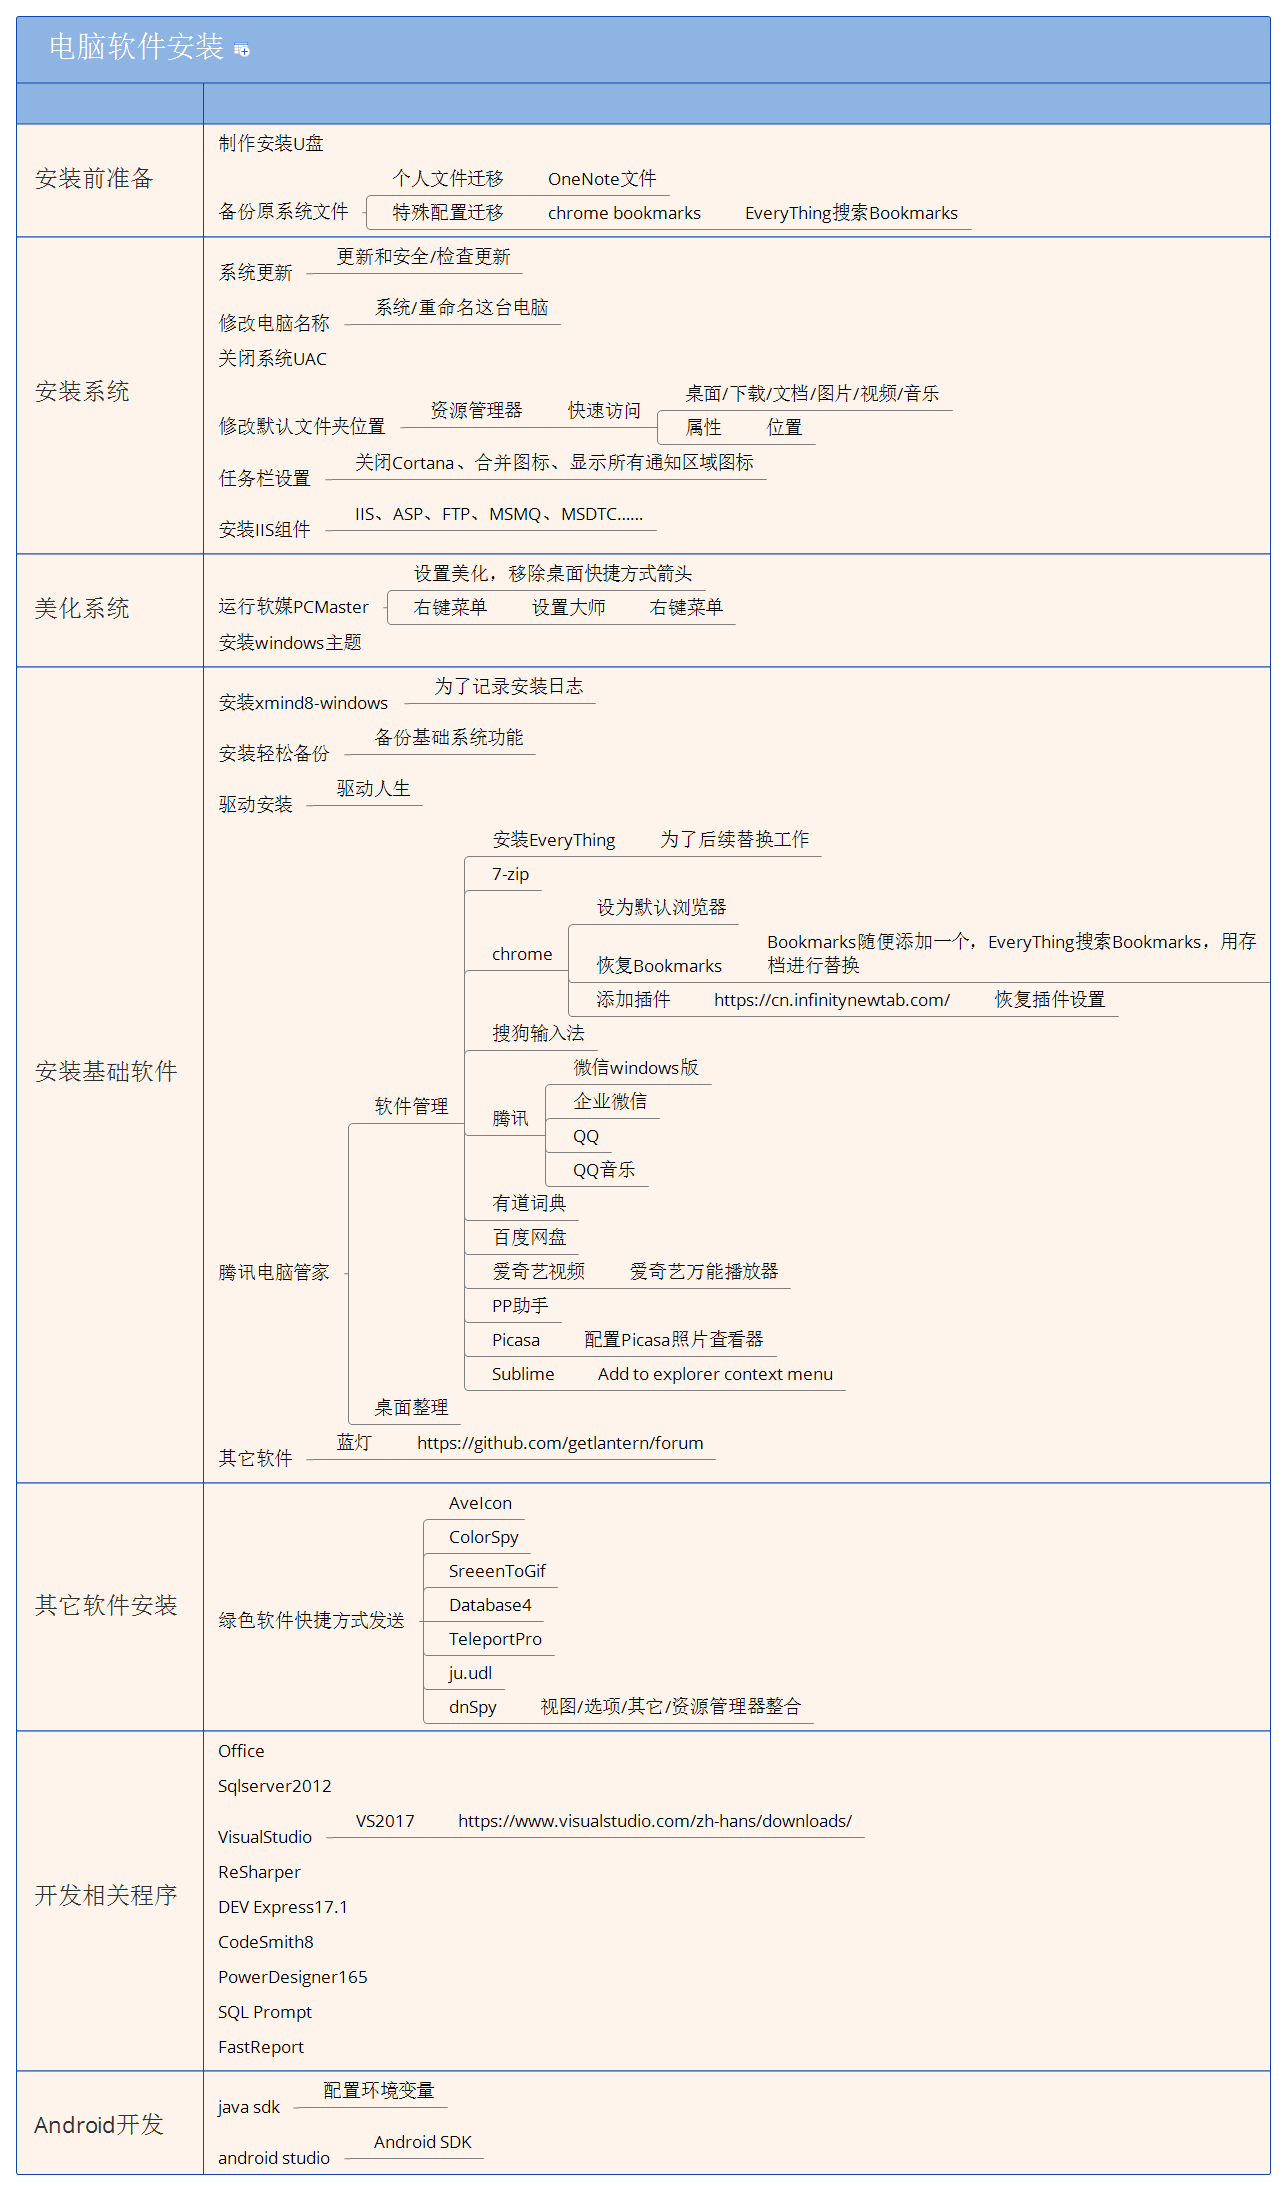 电脑软件安装
安装前准备
制作安装U盘
备份原系统文件
个人文件迁移 OneNote文件
特殊配置迁移 chrome bookmarks EveryThing搜索Bookmarks
安装系统
系统更新 更新和安全/检查更新
修改电脑名称 系统/重命名这台电脑
关闭系统UAC
修改默认文件夹位置 资源管理器 快速访问
桌面/下载/文档/图片/视频/音乐
属性 位置
任务栏设置 关闭Cortana、合并图标、显示所有通知区域图标
安装IIS组件 IIS、ASP、FTP、MSMQ、MSDTC......
美化系统
运行软媒PCMaster
设置美化，移除桌面快捷方式箭头
右键菜单 设置大师 右键菜单
安装windows主题
安装基础软件
安装xmind8-windows 为了记录安装日志
安装轻松备份 备份基础系统功能
驱动安装 驱动人生
腾讯电脑管家
软件管理
安装EveryThing 为了后续替换工作
7-zip
chrome
设为默认浏览器
恢复Bookmarks
Bookmarks随便添加一个，EveryThing搜索Bookmarks，用存
档进行替换
添加插件 https://cn.infinitynewtab.com/ 恢复插件设置
搜狗输入法
腾讯
微信windows版
企业微信
QQ
QQ音乐
有道词典
百度网盘
爱奇艺视频 爱奇艺万能播放器
PP助手
Picasa 配置Picasa照片查看器
Sublime Add to explorer context menu
桌面整理
其它软件 蓝灯 https://github.com/getlantern/forum
其它软件安装
绿色软件快捷方式发送
AveIcon
ColorSpy
SreeenToGif
Database4
TeleportPro
ju.udl
dnSpy 视图/选项/其它/资源管理器整合
开发相关程序
Office
Sqlserver2012
VisualStudio VS2017 https://www.visualstudio.com/zh-hans/downloads/
ReSharper
DEV Express17.1
CodeSmith8
PowerDesigner165
SQL Prompt
FastReport
Android开发
java sdk 配置环境变量
android studio Android SDK